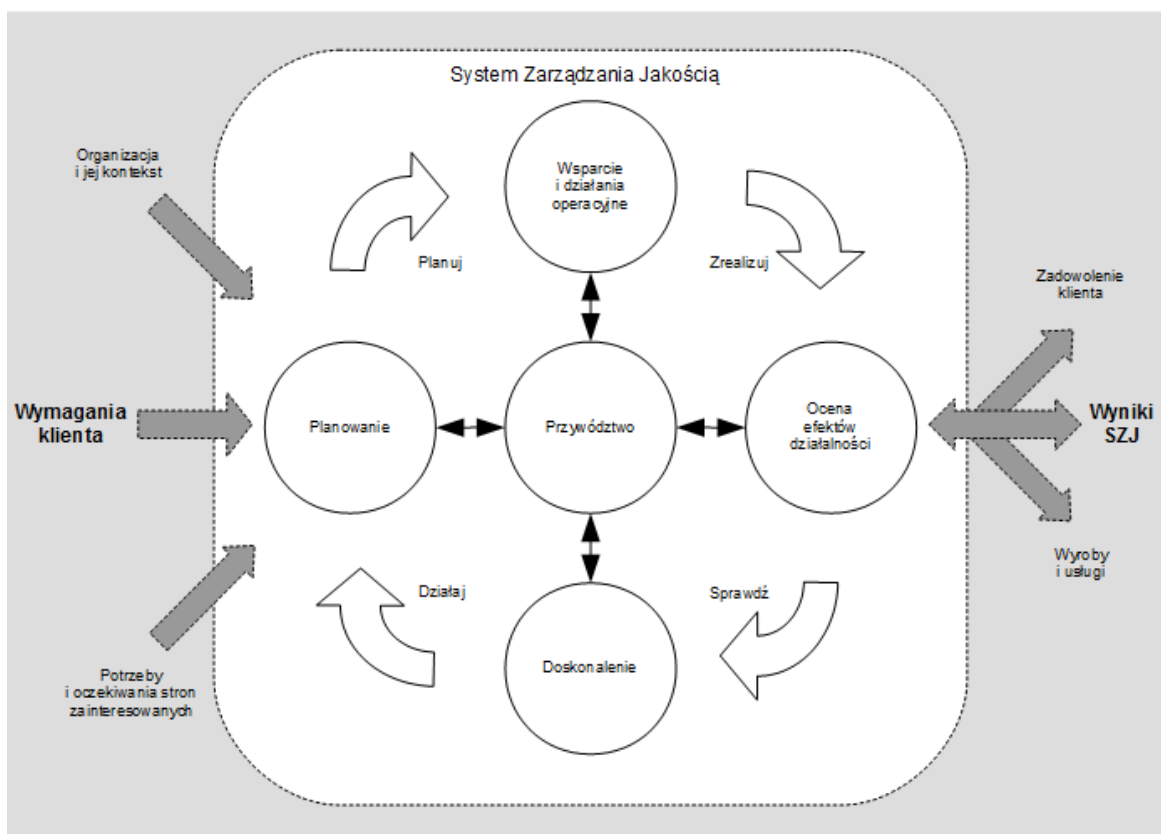 System Zarządzania Jakością
Organizacja
i jej kontekst
Wsparcie
i działania
operacyjne
Planuj
Zrealizuj
Zadowolenie
klienta
Wymagania
klienta
Planowanie
Przywództwo
Ocena
efektów
działalności
Wyniki
SZJ
Wyroby
i usługi
Działaj
Sprawdź
Doskonalenie
Potrzeby
i oczekiwania stron
zainteresowanych